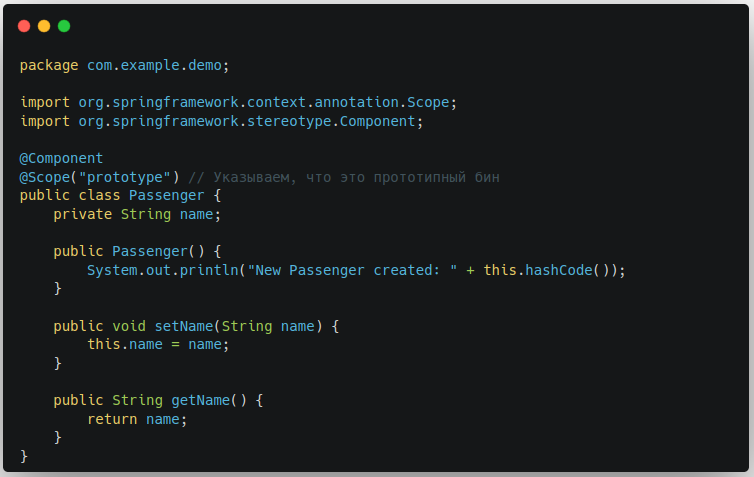 package com.example.demo;
import org.springframework.context.annotation.Scope;
import org.springframework.stereotype.Component;
@Component
@Scope("prototype") // Указываем, что это прототипный бин
public class Passenger {
    private String name;
    public Passenger() {
        System.out.println("New Passenger created: " + this.hashCode());
    }
    public void setName(String name) {
        this.name = name;
    }
    public String getName() {
        return name;
    }
}